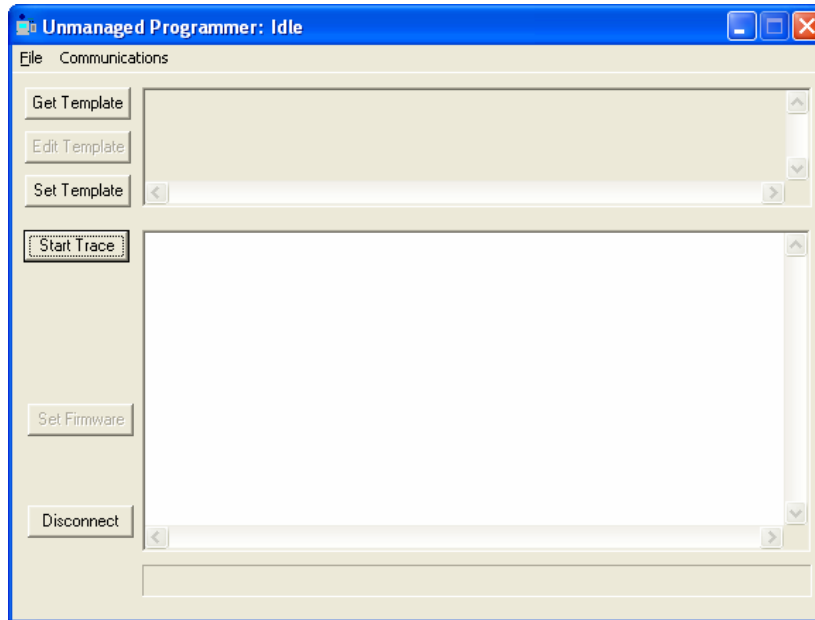 Unmanaged Programmer: Idle
File Communications
Get Template
Edit Template
Set Template
Start Trace
Set Firmware
Disconnect